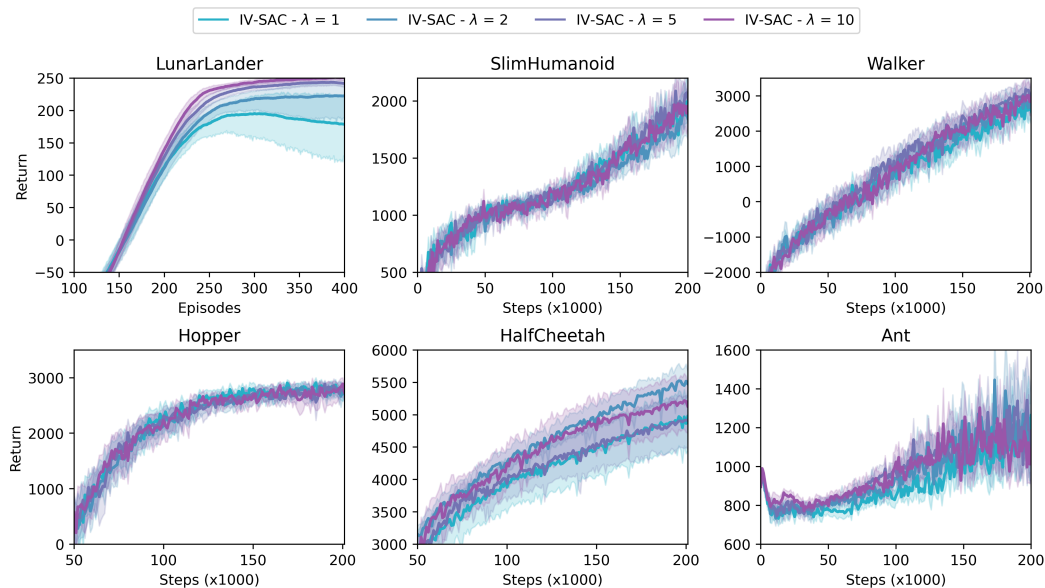 IV-SAC - λ = 1 IV-SAC - λ = 2 IV-SAC - λ = 5 IV-SAC - λ = 10
LunarLander
250
200
150
100
50
0
−50
Return
100 150 200 250 300 350 400
Episodes
SlimHumanoid
2000
1500
1000
500
0 50 100 150 200
Steps (x1000)
Walker
3000
2000
1000
0
−1000
−2000
0 50 100 150 200
Steps (x1000)
Hopper
3000
2000
1000
0
Return
50 100 150 200
Steps (x1000)
HalfCheetah
6000
5500
5000
4500
4000
3500
3000
50 100 150 200
Steps (x1000)
Ant
1600
1400
1200
1000
800
600
0 50 100 150 200
Steps (x1000)